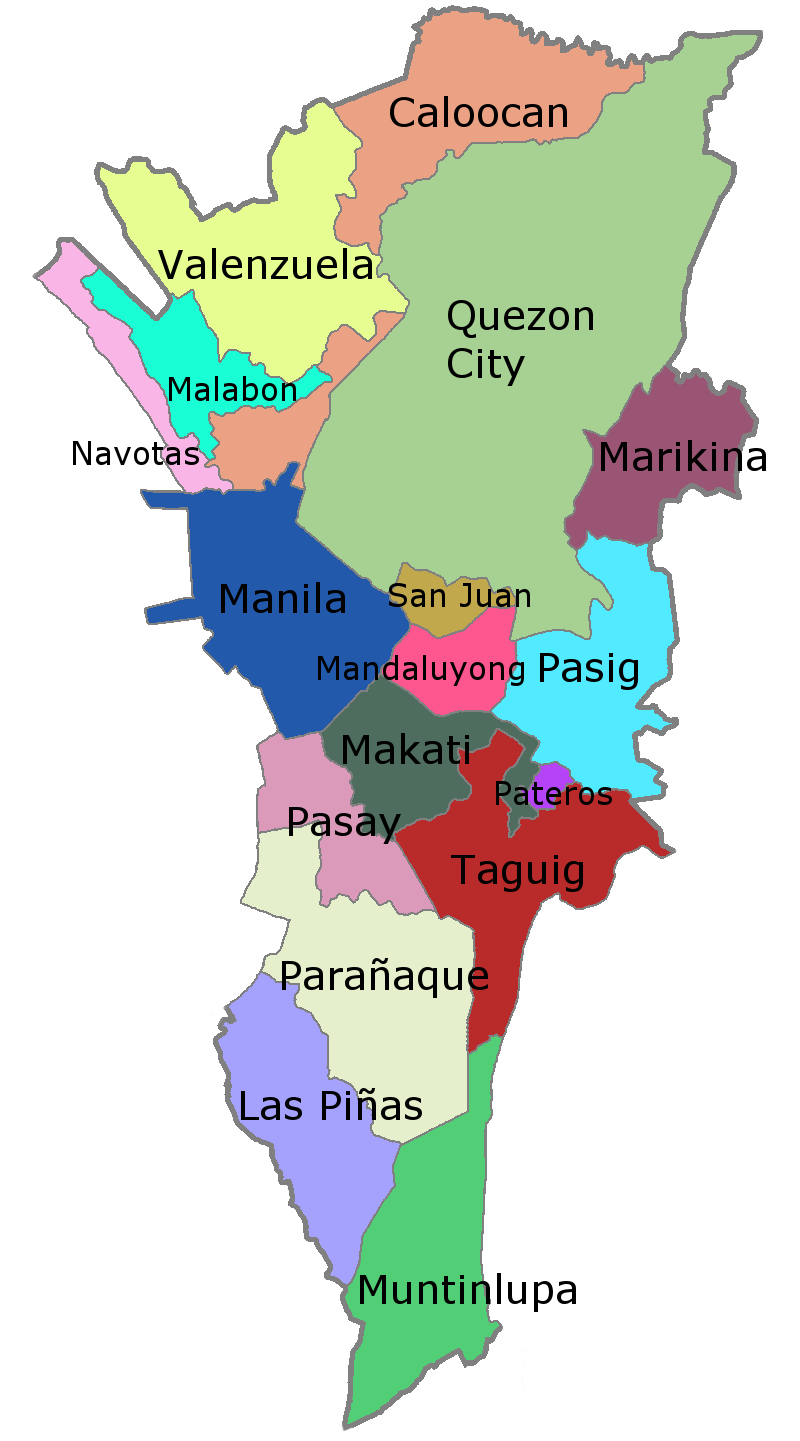 Caloocan
Valenzuela
Quezon
City
Malabon
Navotas
Marikina
Manila
San Juan
Mandaluyong
Pasig
Makati
Pateros
Pasay
Taguig
Parañaque
Las Piñas
Muntinlupa